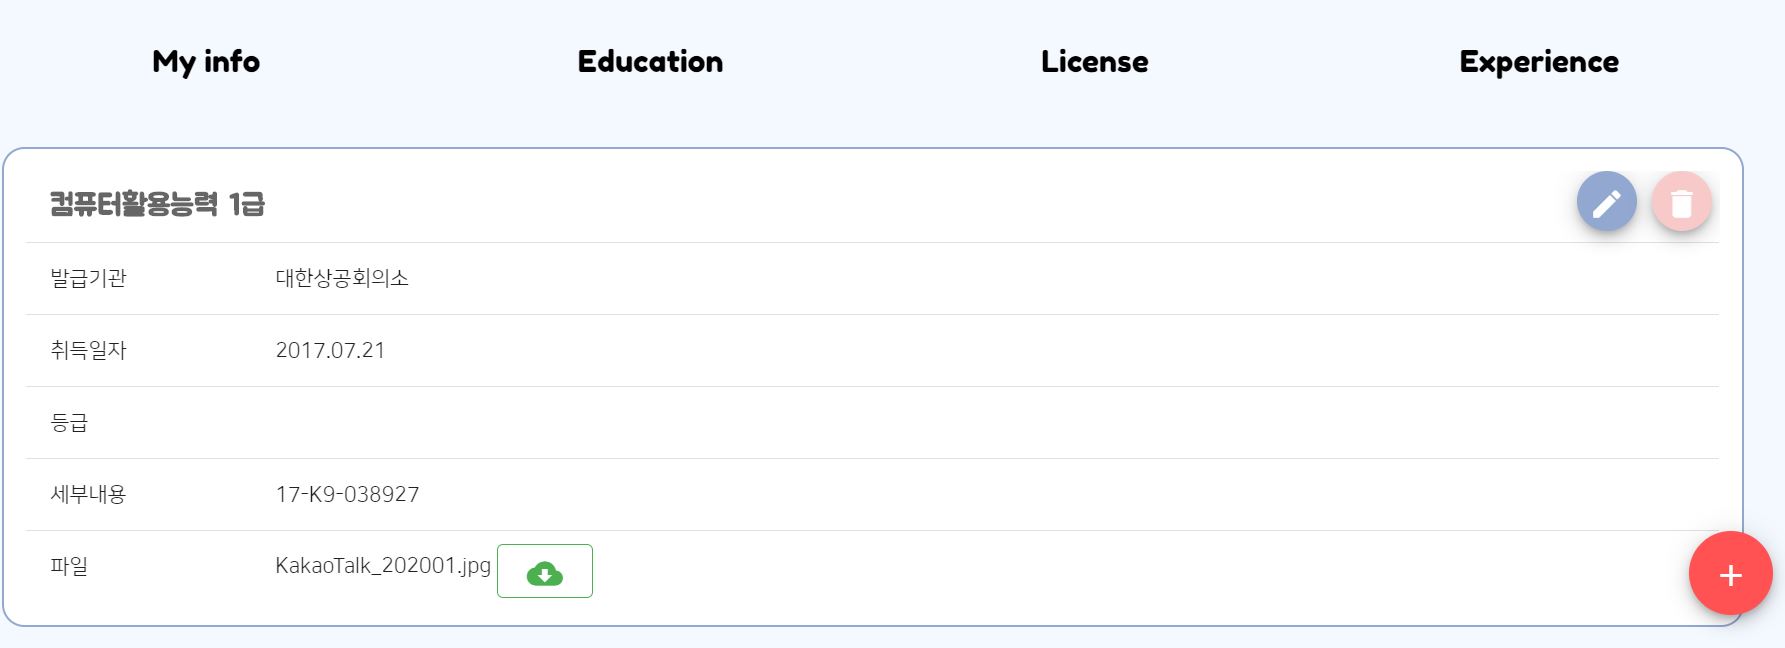 My info Education License Experience
컴퓨터활용능력 1급
발급기관 대한상공회의소
취득일자 2017.07.21
등급
세부내용 17-K9-038927
파일 KakaoTalk_202001.jpg